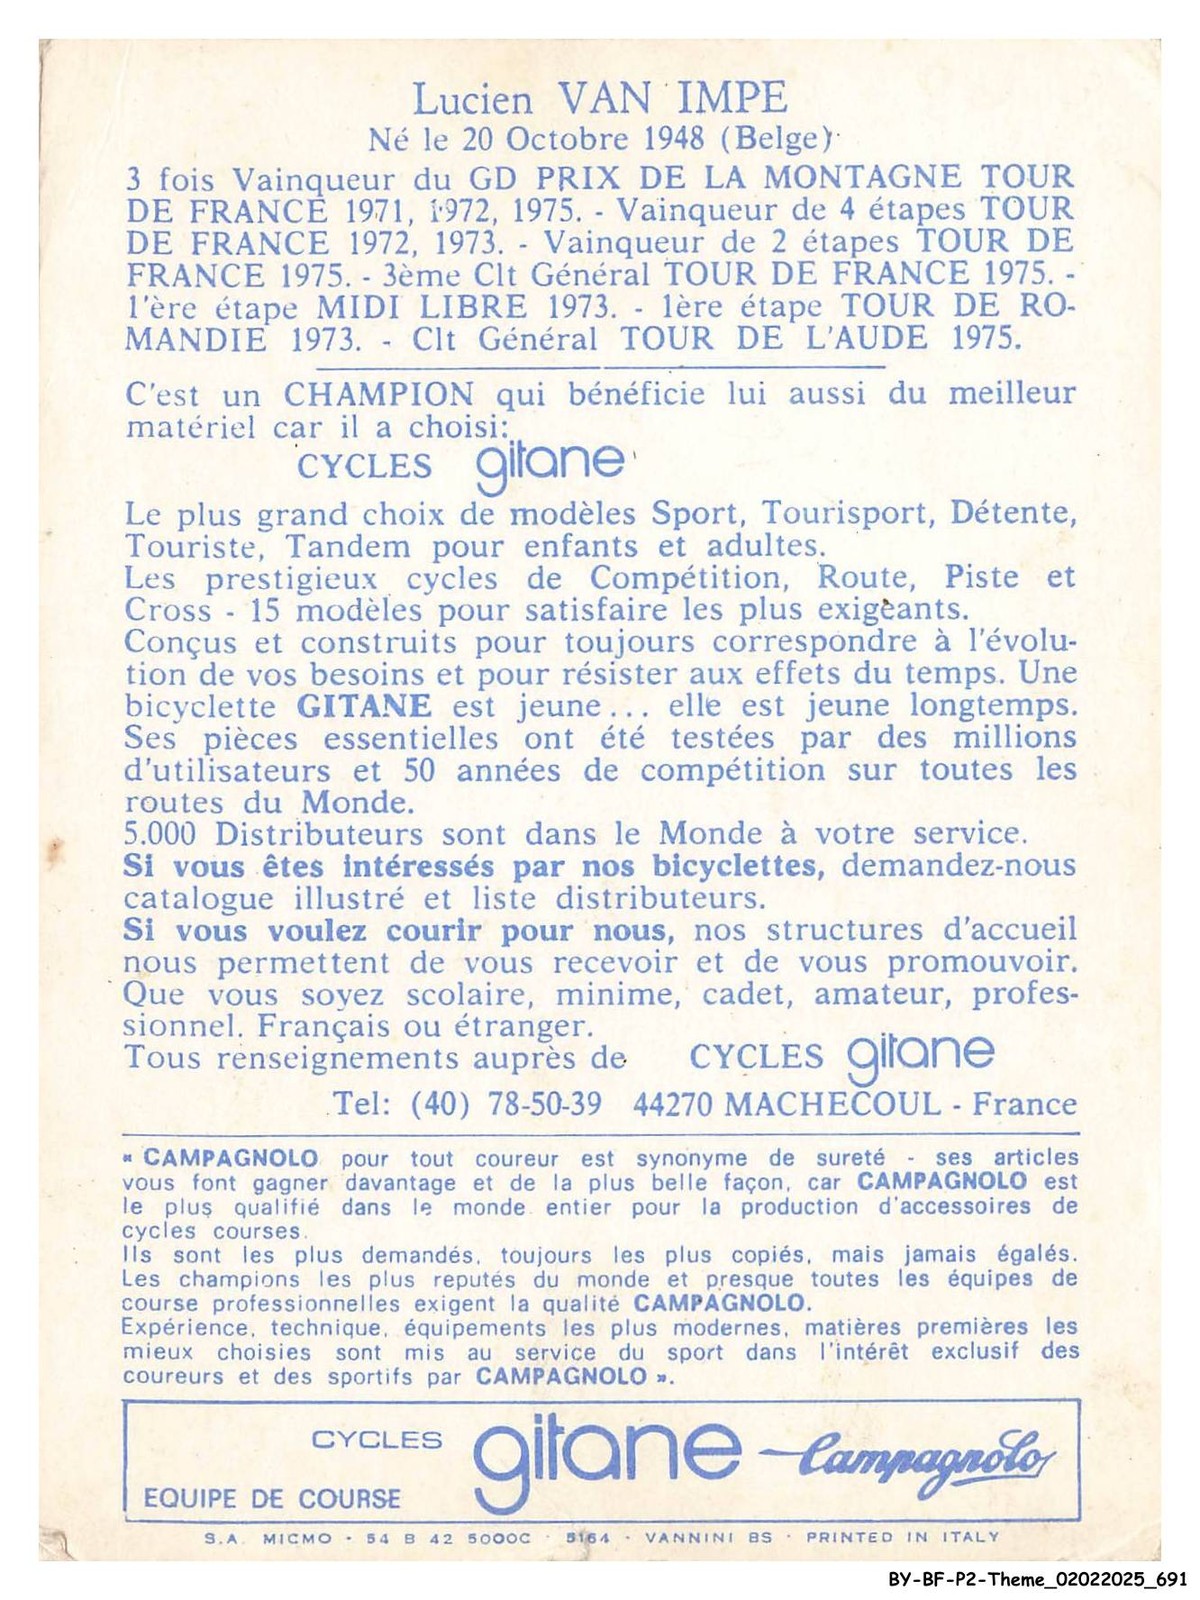 Lucien VAN IMPE
Né le 20 Octobre 1948 (Belge)
3 fois Vainqueur du GD PRIX DE LA MONTAGNE TOUR
DE FRANCE 1971, 1972, 1975. - Vainqueur de 4 étapes TOUR
DE FRANCE 1972, 1973. - Vainqueur de 2 étapes TOUR DE
FRANCE 1975. - 3ème Clt Général TOUR DE FRANCE 1975. -
1'ère étape MIDI LIBRE 1973. - 1ère étape TOUR DE RO-
MANDIE 1973. - Clt Général TOUR DE L'AUDE 1975.
C'est un CHAMPION qui bénéficie lui aussi du meilleur
matériel car il a choisi:
CYCLES gitane
Le plus grand choix de modèles Sport, Tourisport, Détente,
Touriste, Tandem pour enfants et adultes.
Les prestigieux cycles de Compétition, Route, Piste et
Cross - 15 modèles pour satisfaire les plus exigeants.
Conçus et construits pour toujours correspondre à l'évolu-
tion de vos besoins et pour résister aux effets du temps. Une
bicyclette GITANE est jeune... elle est jeune longtemps.
Ses pièces essentielles ont été testées par des millions
d'utilisateurs et 50 années de compétition sur toutes les
routes du Monde.
5.000 Distributeurs sont dans le Monde à votre service.
Si vous êtes intéressés par nos bicyclettes, demandez-nous
catalogue illustré et liste distributeurs.
Si vous voulez courir pour nous, nos structures d'accueil
nous permettent de vous recevoir et de vous promouvoir.
Que vous soyez scolaire, minime, cadet, amateur, profes-
sionnel. Français ou étranger.
Tous renseignements auprès de CYCLES gitane
Tel: (40) 78-50-39 44270 MACHECOUL - France
« CAMPAGNOLO pour tout coureur est synonyme de sureté - ses articles
vous font gagner davantage et de la plus belle façon, car CAMPAGNOLO est
le plus qualifié dans le monde entier pour la production d'accessoires de
cycles courses.
Ils sont les plus demandés, toujours les plus copiés, mais jamais égalés.
Les champions les plus reputés du monde et presque toutes les équipes de
course professionnelles exigent la qualité CAMPAGNOLO.
Expérience, technique, équipements les plus modernes, matières premières les
mieux choisies sont mis au service du sport dans l'intérêt exclusif des
coureurs et des sportifs par CAMPAGNOLO ».
CYCLES gitane Campagnolo
EQUIPE DE COURSE
S.A. MICMO - 54 B 42 5000C - 5164 - VANNINI BS - PRINTED IN ITALY
BY-BF-P2-Theme_02022025_691